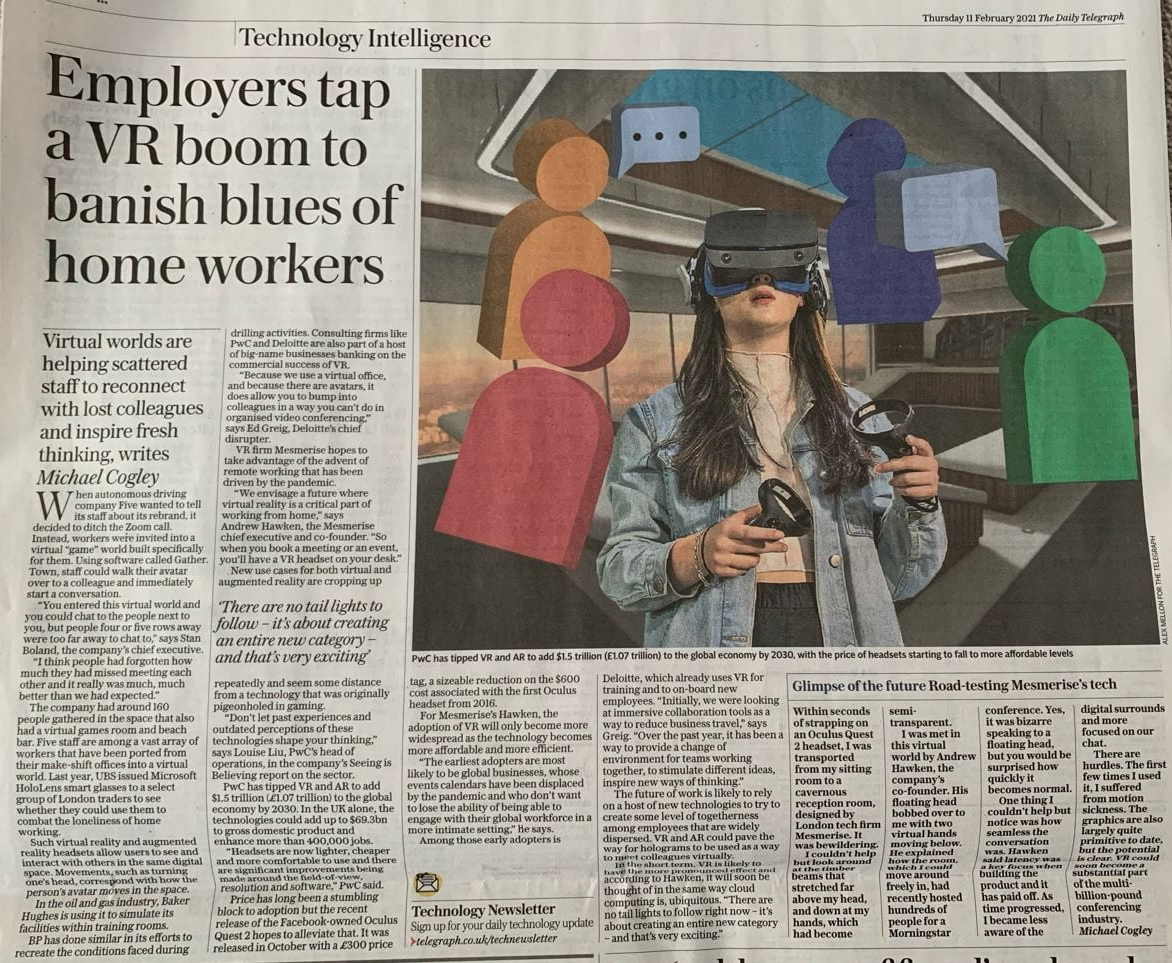 Thursday 11 February 2021 The Daily Telegraph
Technology Intelligence
Employers tap
a VR boom to
banish blues of
home workers
Virtual worlds are
helping scattered
staff to reconnect
with lost colleagues
and inspire fresh
thinking, writes
Michael Cogley
When autonomous driving
company Five wanted to tell
its staff about its rebrand, it
decided to ditch the Zoom call.
Instead, workers were invited into a
virtual “game” world built specifically
for them. Using software called Gather.
Town, staff could walk their avatar
over to a colleague and immediately
start a conversation.
“You entered this virtual world and
you could chat to the people next to
you, but people four or five rows away
were too far away to chat to,” says Stan
Boland, the company’s chief executive.
“I think people had forgotten how
much they had missed meeting each
other and it really was much, much
better than we had expected.”
The company had around 160
people gathered in the space that also
had a virtual games room and beach
bar. Five staff are among a vast array of
workers that have been ported from
their make-shift offices into a virtual
world. Last year, UBS issued Microsoft
HoloLens smart glasses to a select
group of London traders to see
whether they could use them to
combat the loneliness of home
working.
Such virtual reality and augmented
reality headsets allow users to see and
interact with others in the same digital
space. Movements, such as turning
one’s head, correspond with how the
person’s avatar moves in the space.
In the oil and gas industry, Baker
Hughes is using it to simulate its
facilities within training rooms.
BP has done similar in its efforts to
recreate the conditions faced during
drilling activities. Consulting firms like
PwC and Deloitte are also part of a host
of big-name businesses banking on the
commercial success of VR.
“Because we use a virtual office,
and because there are avatars, it
does allow you to bump into
colleagues in a way you can’t do in
organised video conferencing,”
says Ed Greig, Deloitte’s chief
disrupter.
VR firm Mesmerise hopes to
take advantage of the advent of
remote working that has been
driven by the pandemic.
“We envisage a future where
virtual reality is a critical part of
working from home,” says
Andrew Hawken, the Mesmerise
chief executive and co-founder. “So
when you book a meeting or an event,
you’ll have a VR headset on your desk.”
New use cases for both virtual and
augmented reality are cropping up
‘There are no tail lights to
follow – it’s about creating
an entire new category –
and that’s very exciting’
repeatedly and seem some distance
from a technology that was originally
pigeonholed in gaming.
“Don’t let past experiences and
outdated perceptions of these
technologies shape your thinking,”
says Louise Liu, PwC’s head of
operations, in the company’s Seeing is
Believing report on the sector.
PwC has tipped VR and AR to add
$1.5 trillion (£1.07 trillion) to the global
economy by 2030. In the UK alone, the
technologies could add up to $69.3bn
to gross domestic product and
enhance more than 400,000 jobs.
“Headsets are now lighter, cheaper
and more comfortable to use and there
are significant improvements being
made around the field-of-view,
resolution and software,” PwC said.
Price has long been a stumbling
block to adoption but the recent
release of the Facebook-owned Oculus
Quest 2 hopes to alleviate that. It was
released in October with a £300 price
ALEX MELLON FOR THE TELEGRAPH
PwC has tipped VR and AR to add $1.5 trillion (£1.07 trillion) to the global economy by 2030, with the price of headsets starting to fall to more affordable levels
tag, a sizeable reduction on the $600
cost associated with the first Oculus
headset from 2016.
For Mesmerise’s Hawken, the
adoption of VR will only become more
widespread as the technology becomes
more affordable and more efficient.
“The earliest adopters are most
likely to be global businesses, whose
events calendars have been displaced
by the pandemic and who don’t want
to lose the ability of being able to
engage with their global workforce in a
more intimate setting,” he says.
Among those early adopters is
Technology Newsletter
Sign up for your daily technology update
telegraph.co.uk/technewsletter
Deloitte, which already uses VR for
training and to on-board new
employees. “Initially, we were looking
at immersive collaboration tools as a
way to reduce business travel,” says
Greig. “Over the past year, it has been a
way to provide a change of
environment for teams working
together, to stimulate different ideas,
inspire new ways of thinking.”
The future of work is likely to rely
on a host of new technologies to try to
create some level of togetherness
among employees that are widely
dispersed. VR and AR could pave the
way for holograms to be used as a way
to meet colleagues virtually.
In the short term, VR is likely to
have the more pronounced effect and
according to Hawken, it will soon be
thought of in the same way cloud
computing is, ubiquitous. “There are
no tail lights to follow right now – it’s
about creating an entire new category
– and that’s very exciting.”
Glimpse of the future Road-testing Mesmerise’s tech
Within seconds
of strapping on
an Oculus Quest
2 headset, I was
transported
from my sitting
room to a
cavernous
reception room,
designed by
London tech firm
Mesmerise. It
was bewildering.
I couldn’t help
but look around
at the timber
beams that
stretched far
above my head,
and down at my
hands, which
had become
semi-
transparent.
I was met in
this virtual
world by Andrew
Hawken, the
company’s
co-founder. His
floating head
bobbed over to
me with two
virtual hands
moving below.
He explained
how the room,
which I could
move around
freely in, had
recently hosted
hundreds of
people for a
Morningstar
conference. Yes,
it was bizarre
speaking to a
floating head,
but you would be
surprised how
quickly it
becomes normal.
One thing I
couldn’t help but
notice was how
seamless the
conversation
was. Hawken
said latency was
a key focus when
building the
product and it
has paid off. As
time progressed,
I became less
aware of the
digital surrounds
and more
focused on our
chat.
There are
hurdles. The first
few times I used
it, I suffered
from motion
sickness. The
graphics are also
largely quite
primitive to date,
but the potential
is clear. VR could
soon become a
substantial part
of the multi-
billion-pound
conferencing
industry.
Michael Cogley